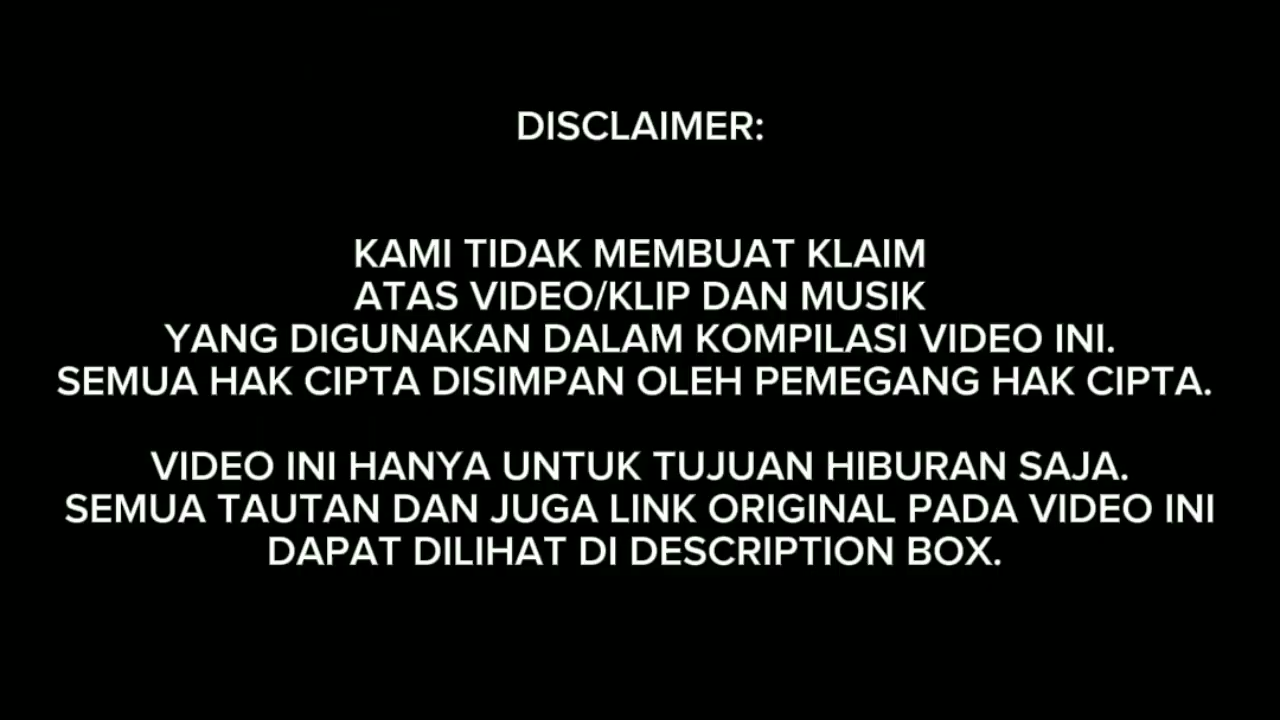 DISCLAIMER:
KAMI TIDAK MEMBUAT KLAIM
ATAS VIDEO/KLIP DAN MUSIK
YANG DIGUNAKAN DALAM KOMPILASI VIDEO INI.
SEMUA HAK CIPTA DISIMPAN OLEH PEMEGANG HAK CIPTA.
VIDEO INI HANYA UNTUK TUJUAN HIBURAN SAJA.
SEMUA TAUTAN DAN JUGA LINK ORIGINAL PADA VIDEO INI
DAPAT DILIHAT DI DESCRIPTION BOX.